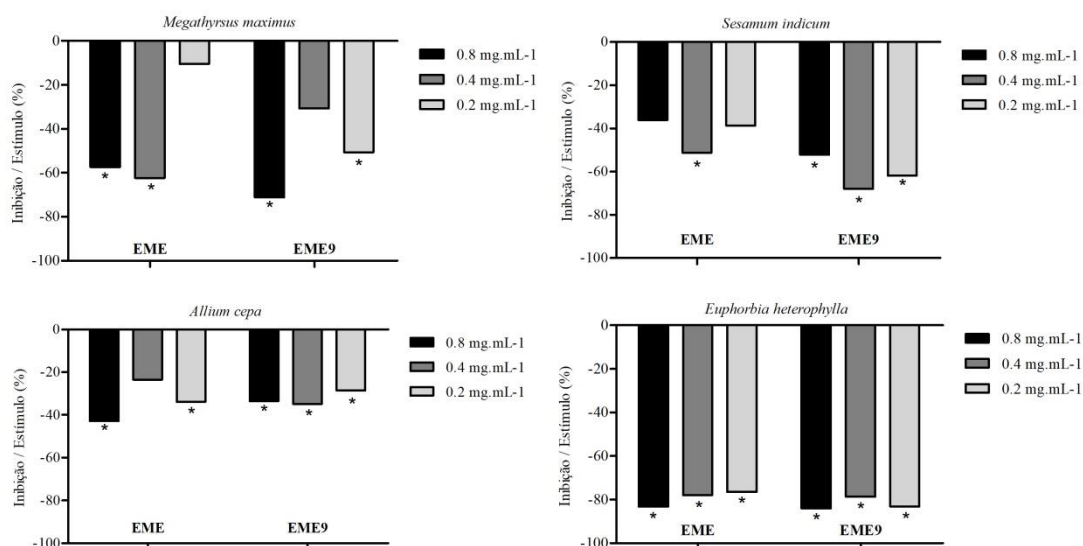 Megathyrsus maximus
Inibição / Estímulo (%)
0
-20
-40
-60
-80
-100
* * * *
EME EME9
0.8 mg.mL-1
0.4 mg.mL-1
0.2 mg.mL-1
Sesamum indicum
Inibição / Estímulo (%)
0
-20
-40
-60
-80
-100
* * * *
EME EME9
0.8 mg.mL-1
0.4 mg.mL-1
0.2 mg.mL-1
Allium cepa
Inibição / Estímulo (%)
0
-20
-40
-60
-80
-100
* * * * *
EME EME9
0.8 mg.mL-1
0.4 mg.mL-1
0.2 mg.mL-1
Euphorbia heterophylla
Inibição / Estímulo (%)
0
-20
-40
-60
-80
-100
* * * * * *
EME EME9
0.8 mg.mL-1
0.4 mg.mL-1
0.2 mg.mL-1